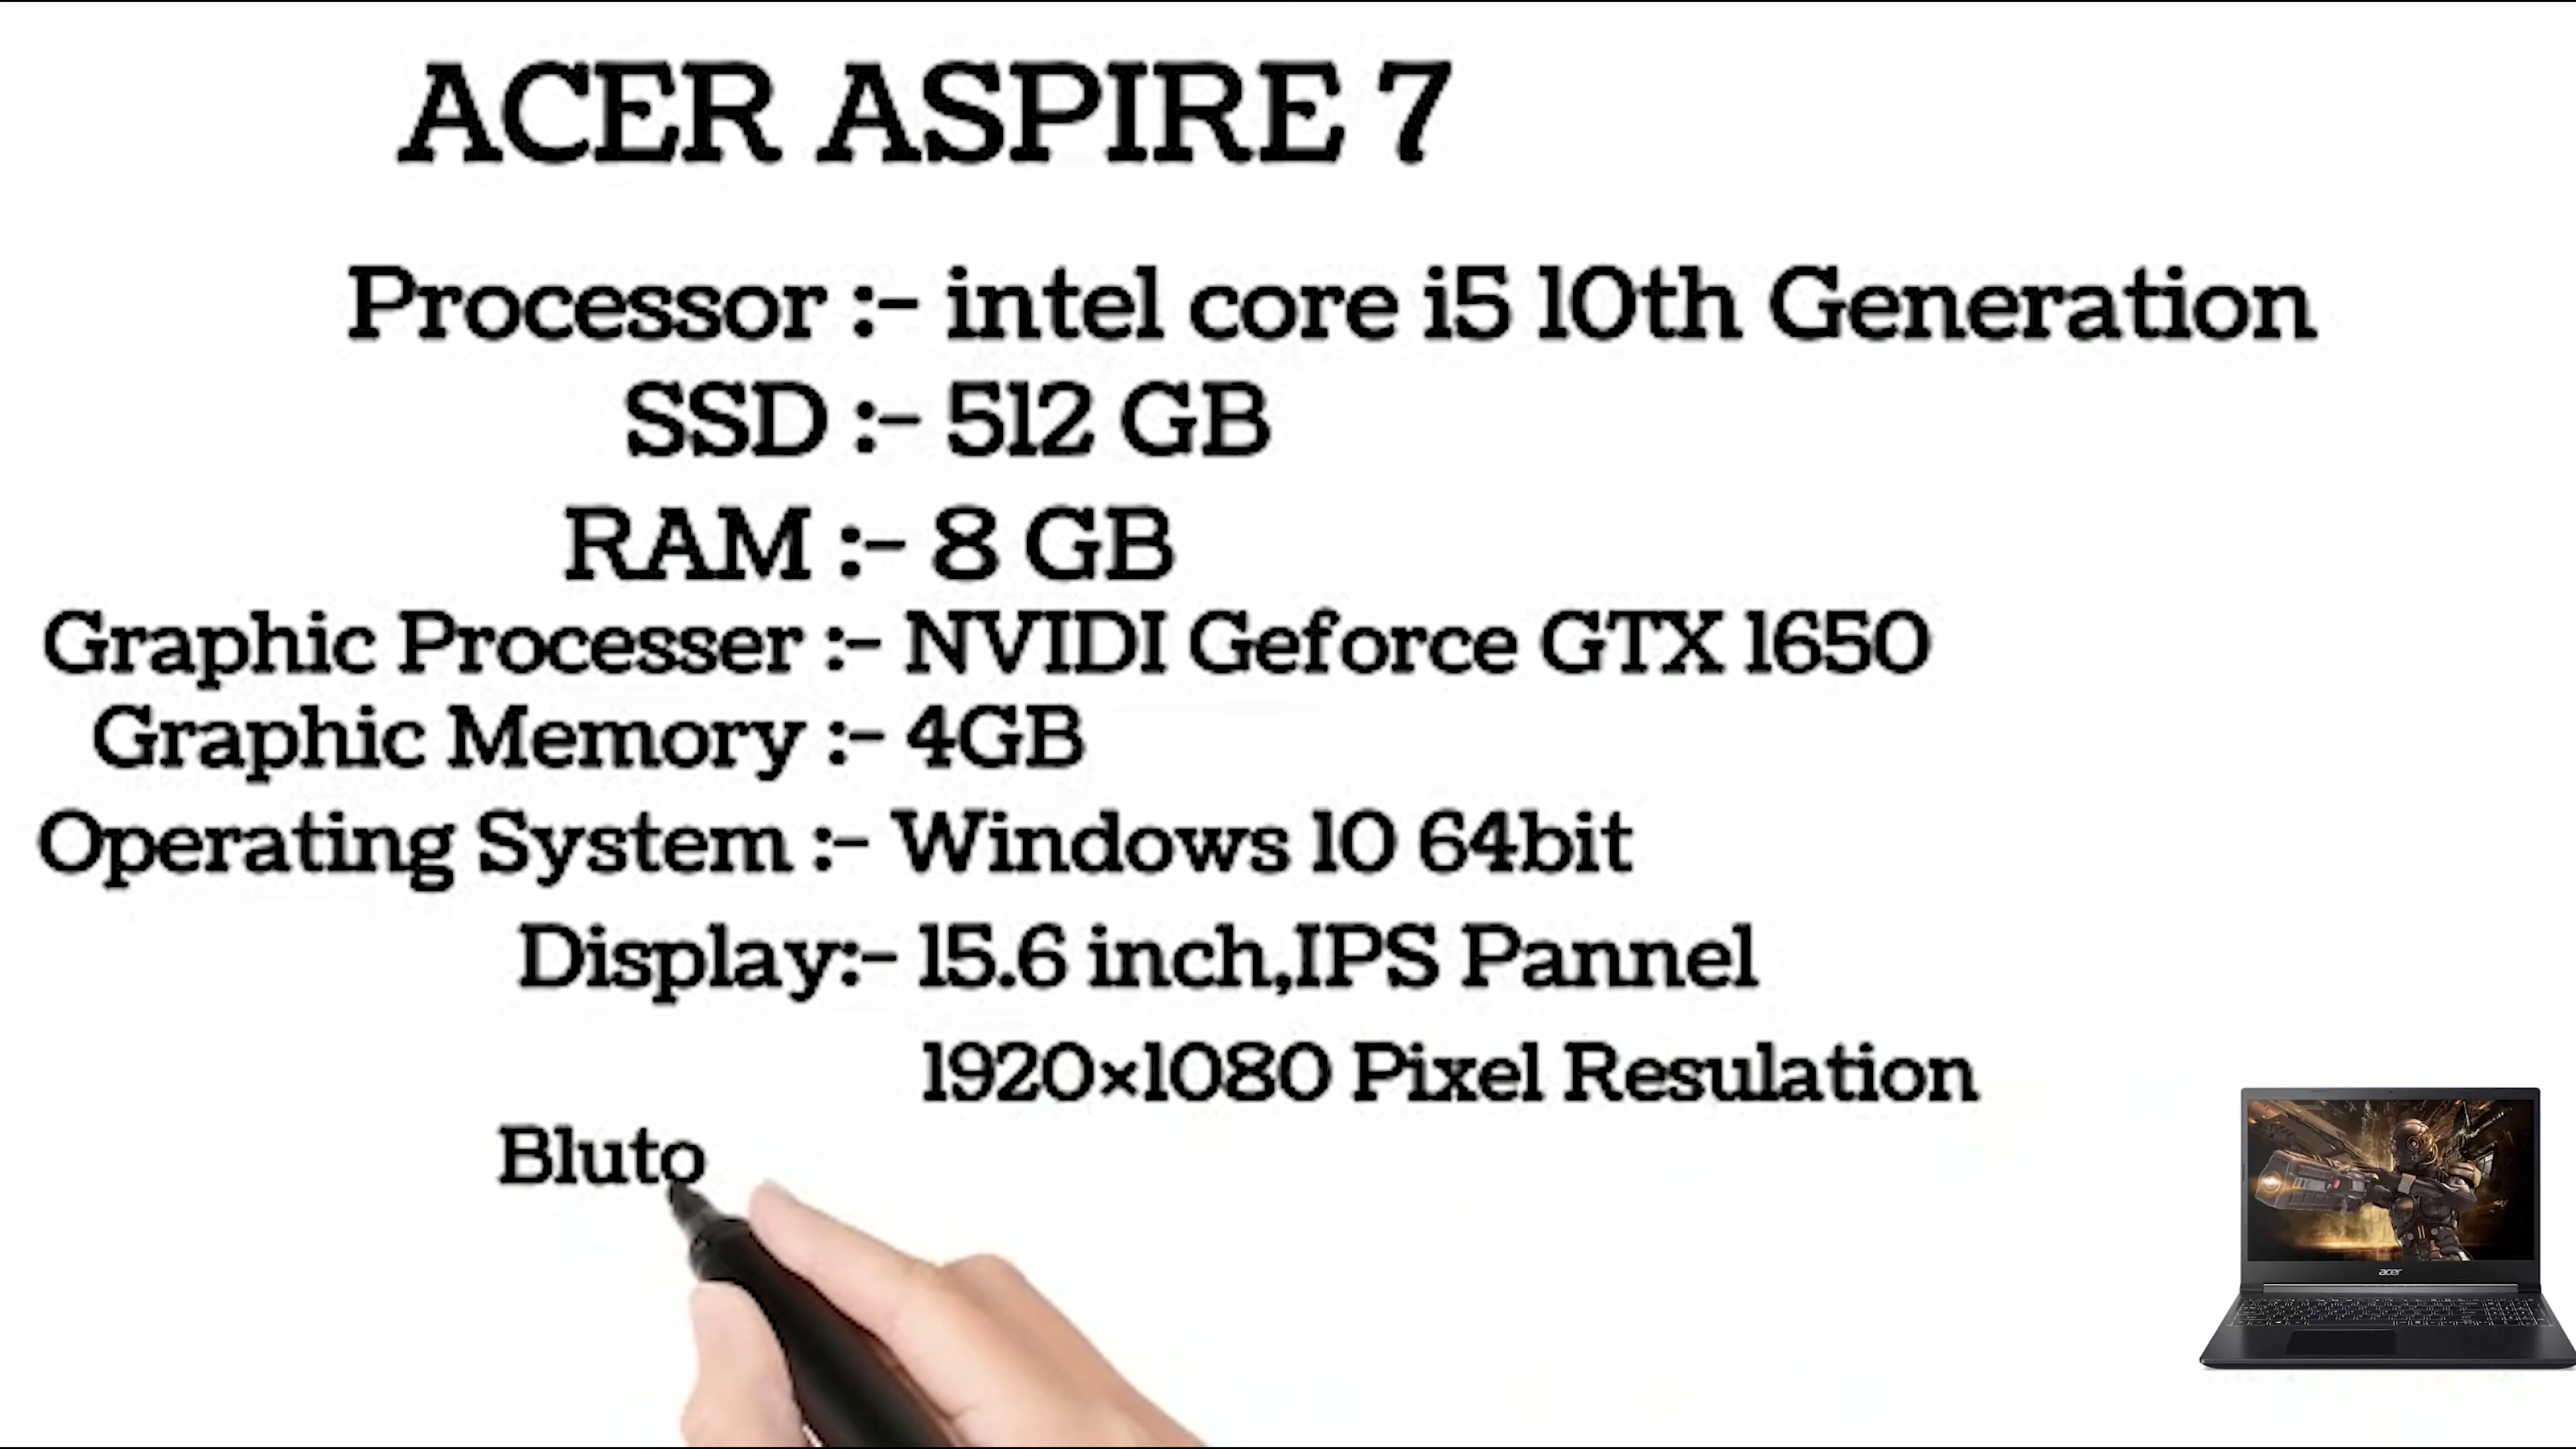 ACER ASPIRE 7
Processor :- intel core i5 10th Generation
SSD :- 512 GB
RAM :- 8 GB
Graphic Processer :- NVIDI Geforce GTX 1650
Graphic Memory :- 4GB
Operating System :- Windows 10 64bit
Display:- 15.6 inch,IPS Pannel
1920×1080 Pixel Resulation
Bluto
acer